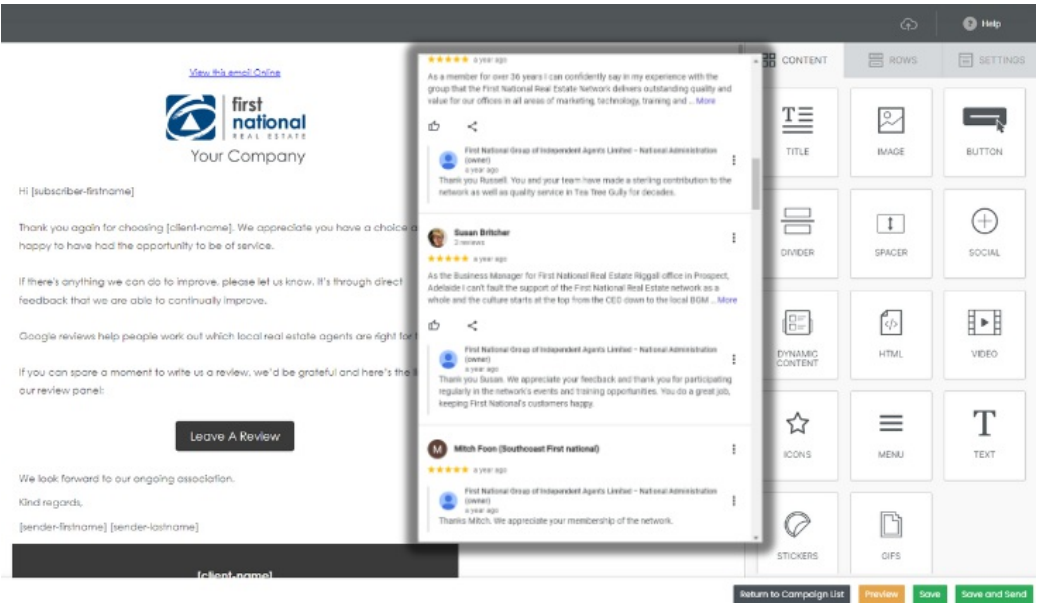 Help
View this email Online
first
national
REAL ESTATE
Your Company
Hi [subscriber-firstname]
Thank you again for choosing [client-name]. We appreciate you have a choice
happy to have had the opportunity to be of service.
If there's anything we can do to improve, please let us know. It's through direct
feedback that we are able to continually improve.
Google reviews help people work out which local real estate agents are right for
If you can spare a moment to write us a review, we'd be grateful and here's the
our review panel:
Leave A Review
We look forward to our ongoing association.
Kind regards,
[sender-firstname] [sender-lastname]
[client-name]
a year ago
As a member for over 36 years I can confidently say in my experience with the
group that the First National Real Estate Network delivers outstanding quality and
value for our offices in all areas of marketing, technology, training and ... More
First National Group of Independent Agents Limited - National Administration
(owner)
a year ago
Thank you Russell. You and your team have made a sterling contribution to the
network as well as quality service in Tea Tree Gully for decades.
Susan Britcher
2 reviews
a year ago
As the Business Manager for First National Real Estate Riggall office in Prospect,
Adelaide I can't fault the support of the First National Real Estate network as a
whole and the culture starts at the top from the CEO down to the local BGM ... More
First National Group of Independent Agents Limited - National Administration
(owner)
a year ago
Thank you Susan. We appreciate your feedback and thank you for participating
regularly in the network's events and training opportunities. You do a great job,
keeping First National's customers happy.
M
Mitch Foon (Southcoast First national)
a year ago
First National Group of Independent Agents Limited - National Administration
(owner)
a year ago
Thanks Mitch. We appreciate your membership of the network.
CONTENT
ROWS
SETTINGS
TITLE
IMAGE
BUTTON
DIVIDER
SPACER
SOCIAL
DYNAMIC
CONTENT
HTML
VIDEO
ICONS
MENU
TEXT
STICKERS
GIFS
Return to Campaign List
Preview
Save
Save and Send